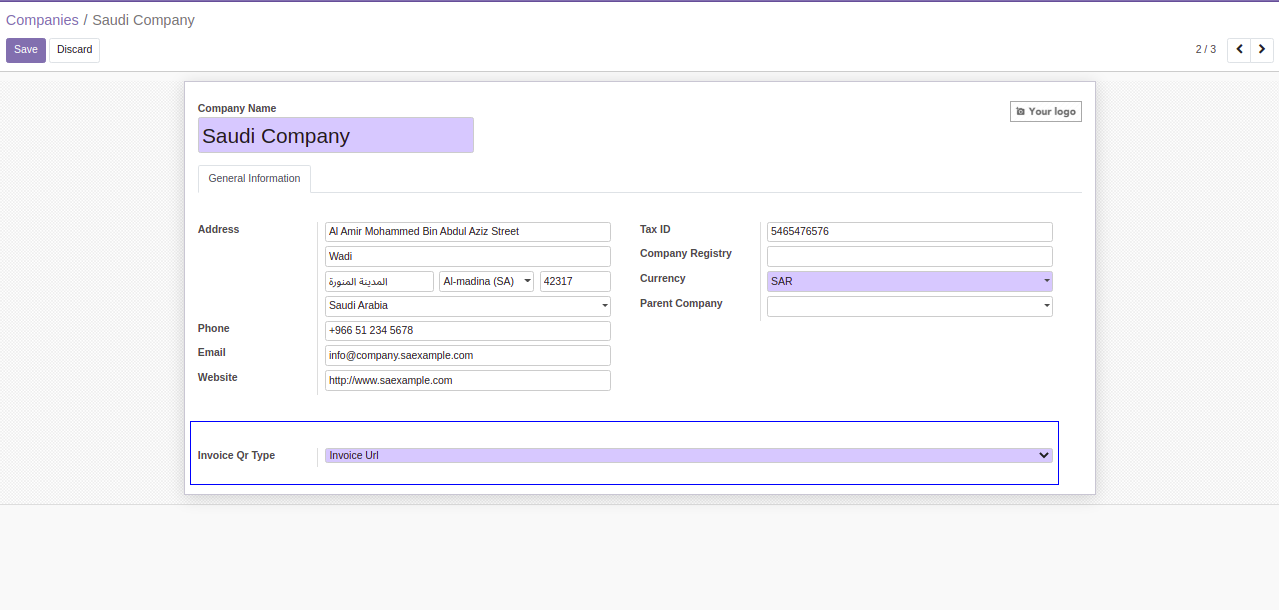 Companies / Saudi Company
Save Discard 2 / 3
Company Name
Your logo
Saudi Company
General Information
Address Al Amir Mohammed Bin Abdul Aziz Street Tax ID 5465476576
Wadi Company Registry
المدينة المنورة Al-madina (SA) 42317 Currency SAR
Saudi Arabia Parent Company
Phone +966 51 234 5678
Email info@company.saexample.com
Website http://www.saexample.com
Invoice Qr Type Invoice Url